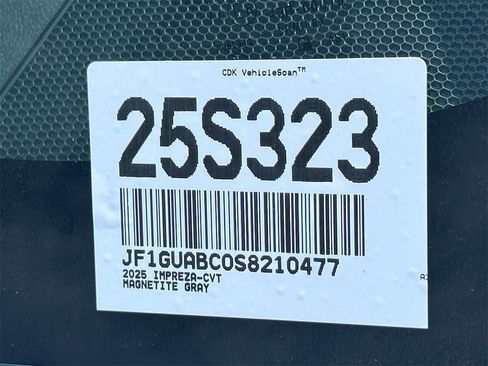 CDK VehicleScan™
25S323
JF1GUABC0S8210477
2025 IMPREZA-CVT
MAGNETITE GRAY